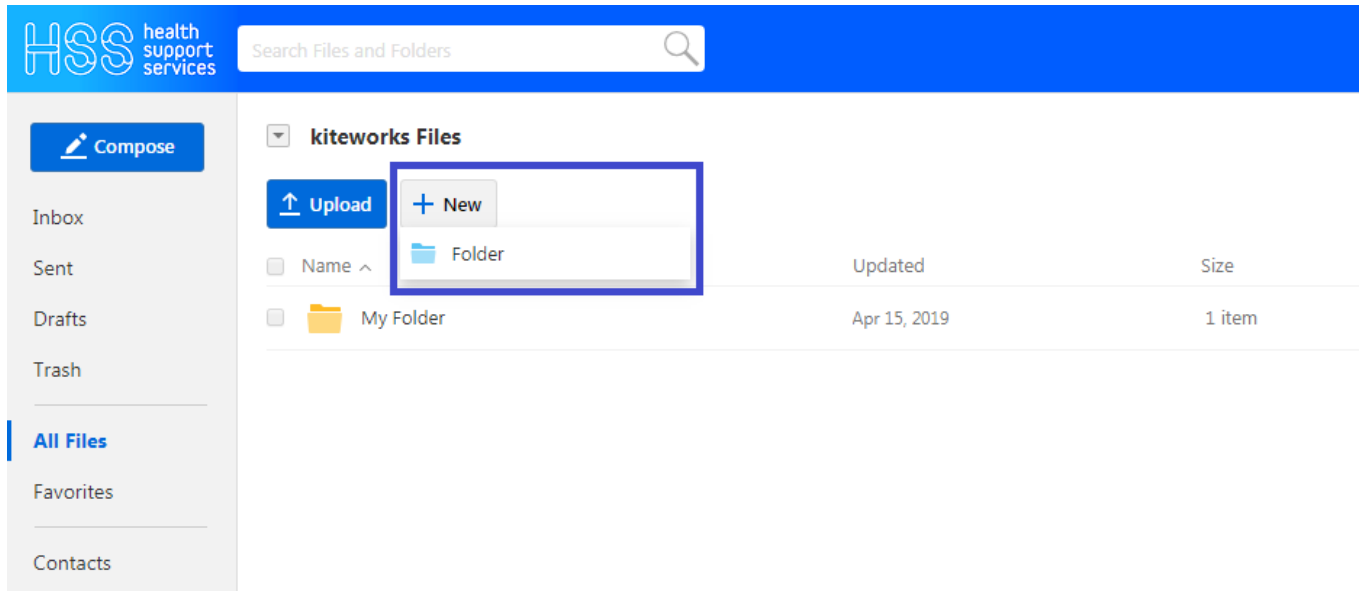 HSS health support services
Search Files and Folders
Compose
Inbox
Sent
Drafts
Trash
All Files
Favorites
Contacts
kiteworks Files
Upload
New
Folder
Name Updated Size
My Folder Apr 15, 2019 1 item